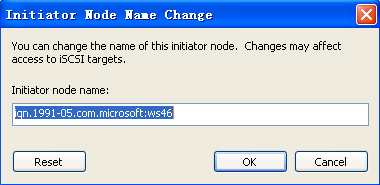 Initiator Node Name Change
You can change the name of this initiator node. Changes may affect
access to iSCSI targets.
Initiator node name:
iqn.1991-05.com.microsoft:ws46
Reset
OK
Cancel